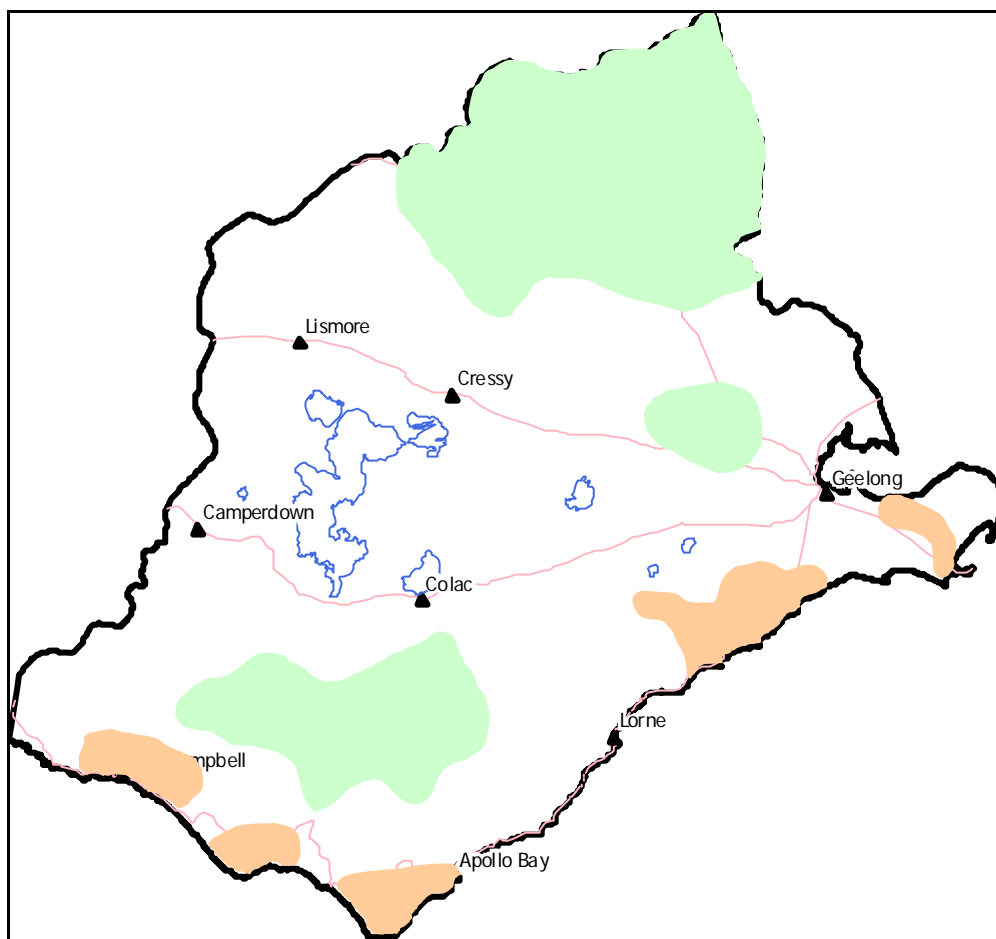 Lismore
Cressy
Geelong
Camperdown
Colac
Lorne
mpbell
Apollo Bay